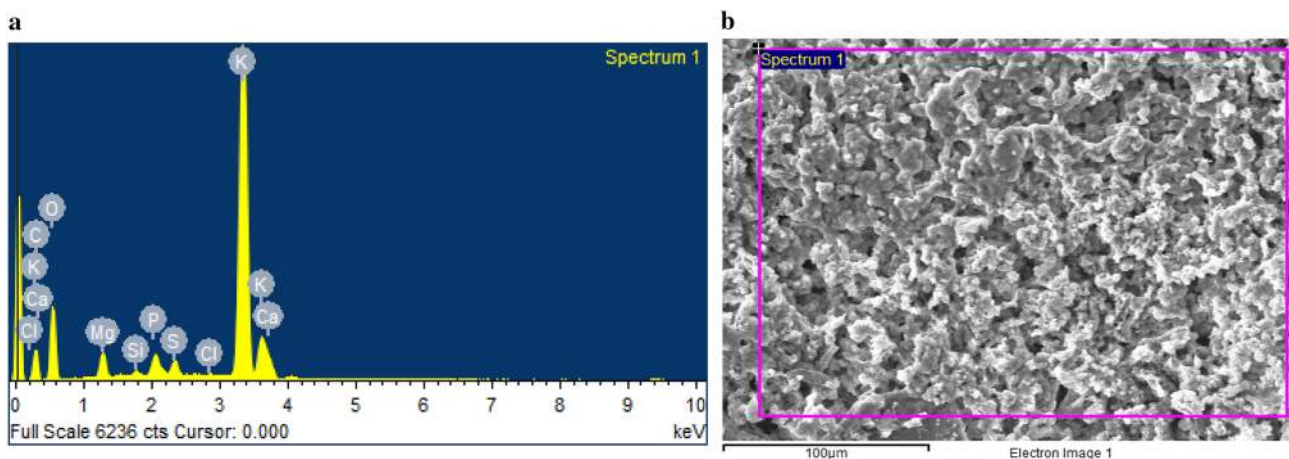 a
b
Spectrum 1
K
O
C
K
Ca
Cl
Mg
Si
P
S
Cl
K
Ca
0 1 2 3 4 5 6 7 8 9 10
Full Scale 6236 cts Cursor: 0.000 keV
Spectrum 1
100µm Electron Image 1